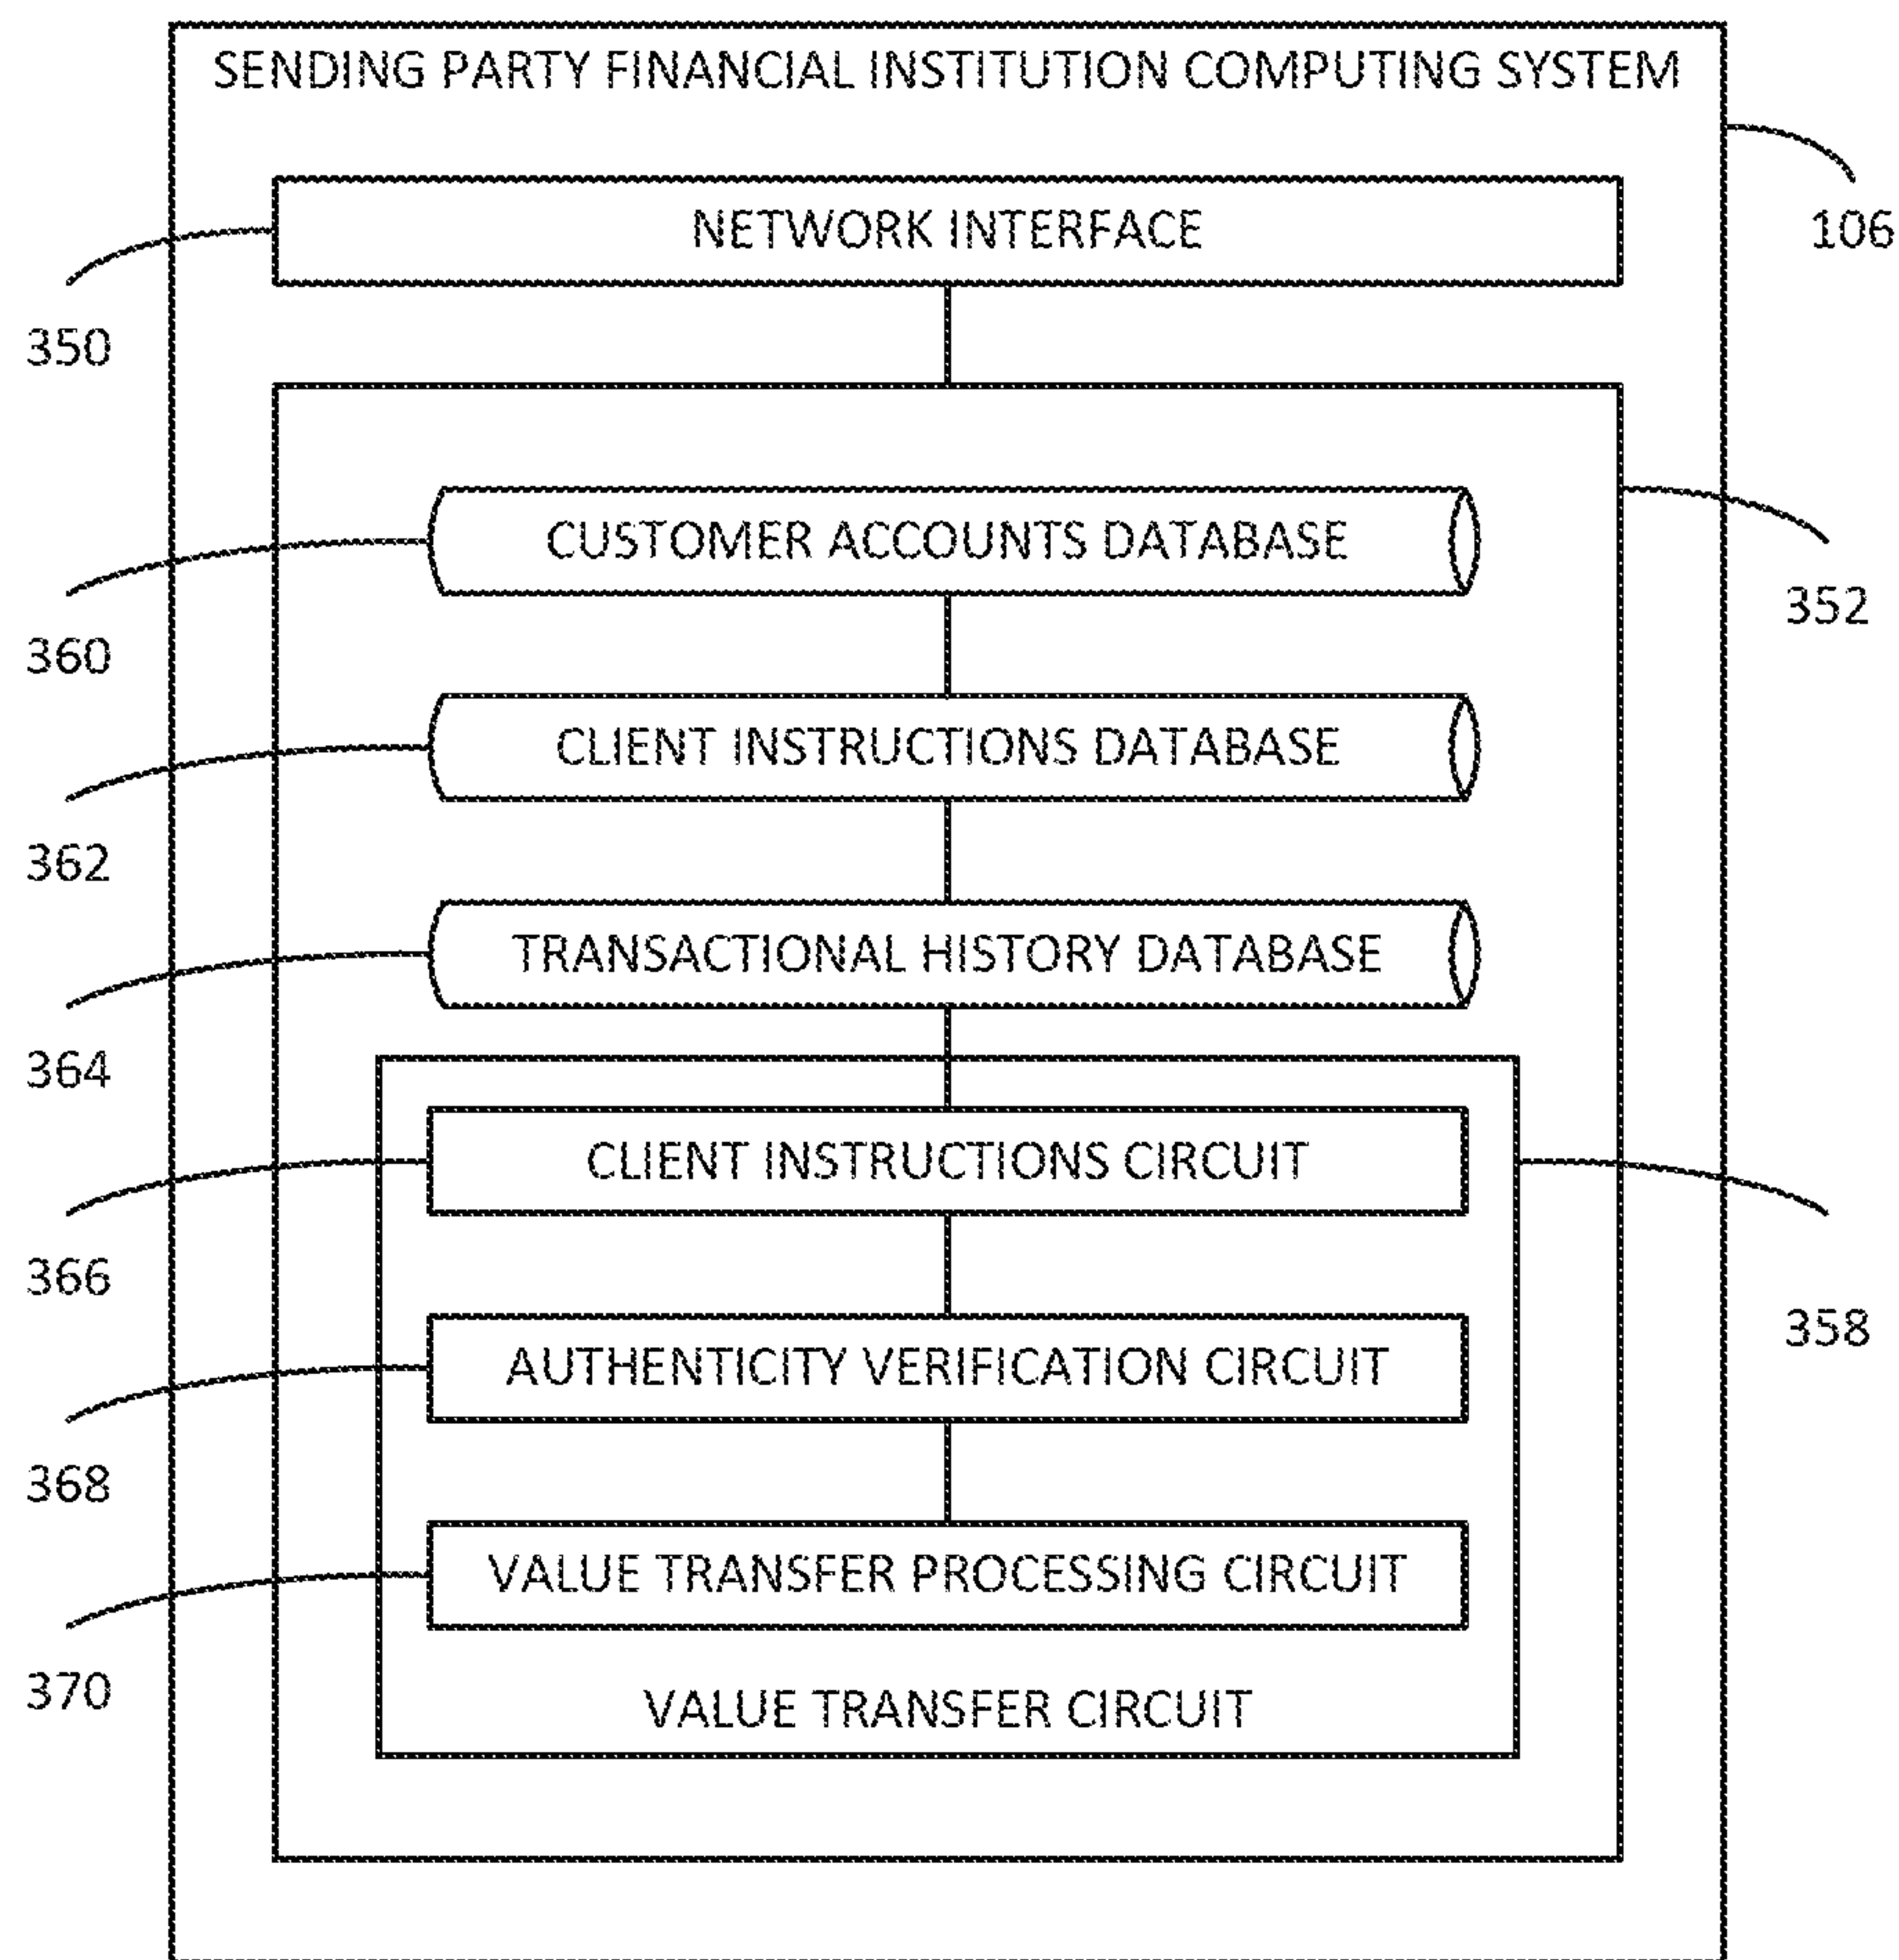 SENDING PARTY FINANCIAL INSTITUTION COMPUTING SYSTEM
NETWORK INTERFACE
106
350
CUSTOMER ACCOUNTS DATABASE
352
360
CLIENT INSTRUCTIONS DATABASE
362
TRANSACTIONAL HISTORY DATABASE
364
CLIENT INSTRUCTIONS CIRCUIT
366
358
AUTHENTICITY VERIFICATION CIRCUIT
368
VALUE TRANSFER PROCESSING CIRCUIT
370
VALUE TRANSFER CIRCUIT